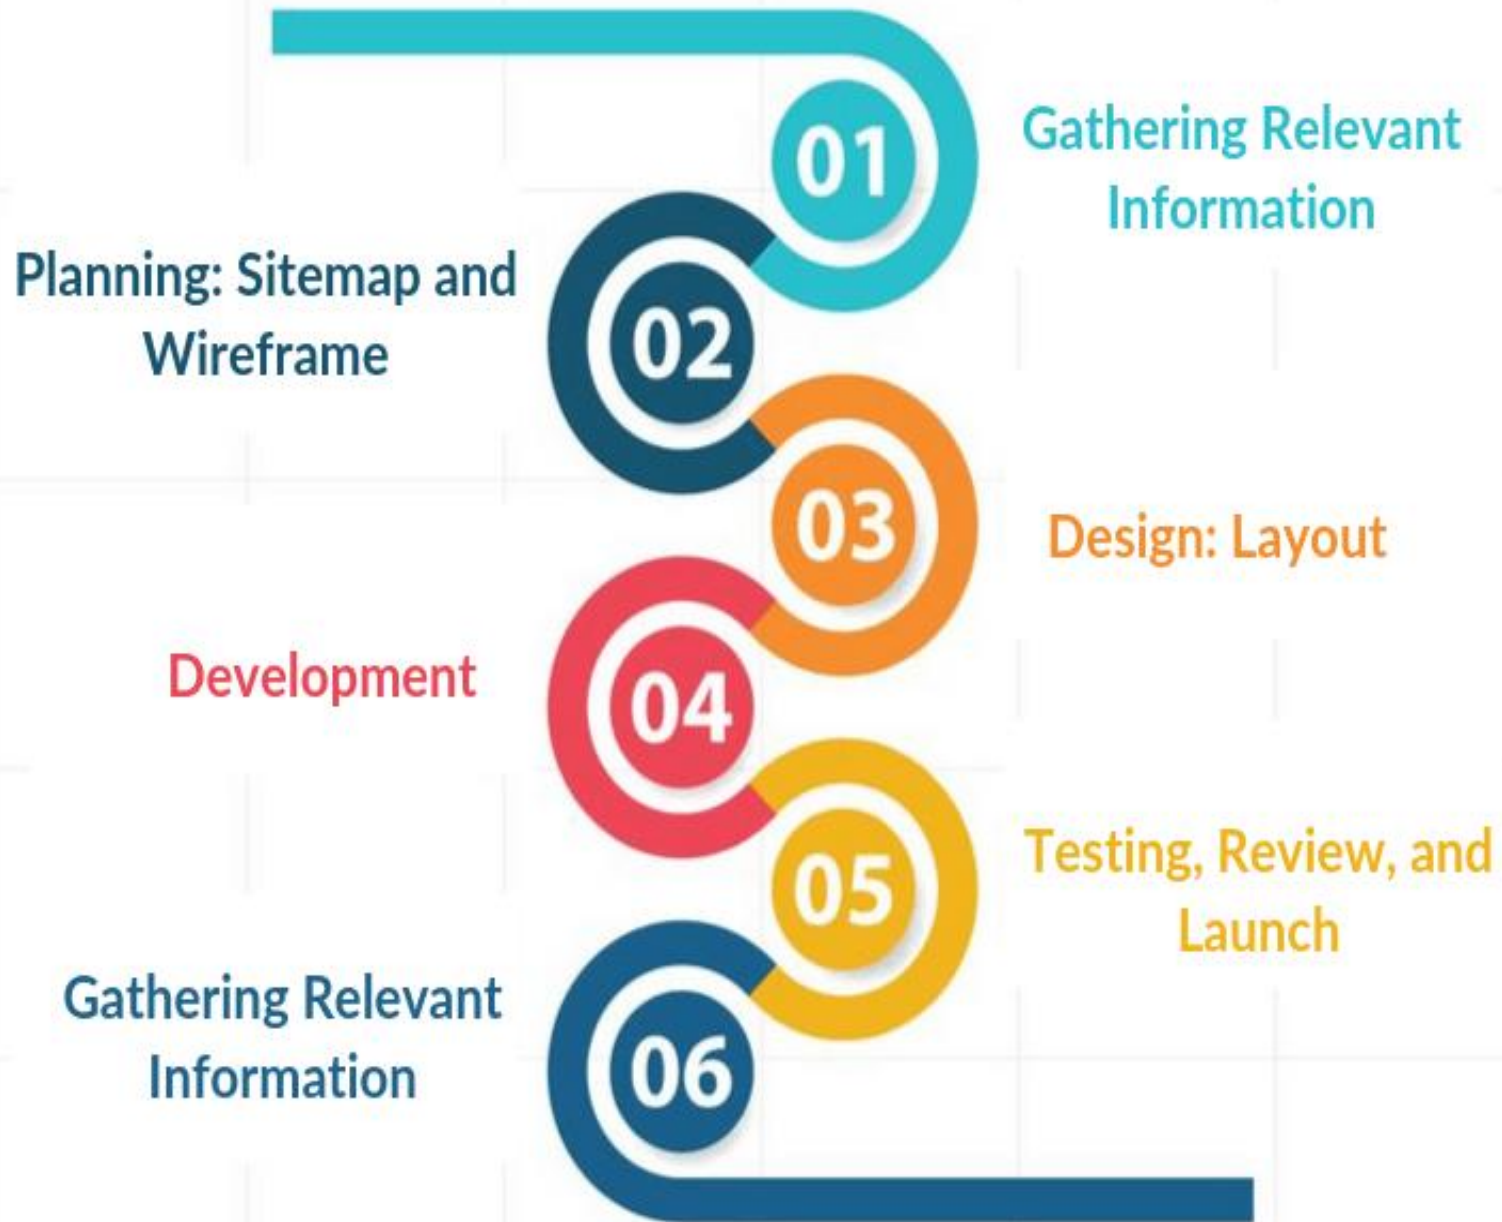 01
Gathering Relevant
Information
Planning: Sitemap and
Wireframe
02
03
Design: Layout
Development
04
05
Testing, Review, and
Launch
Gathering Relevant
Information
06